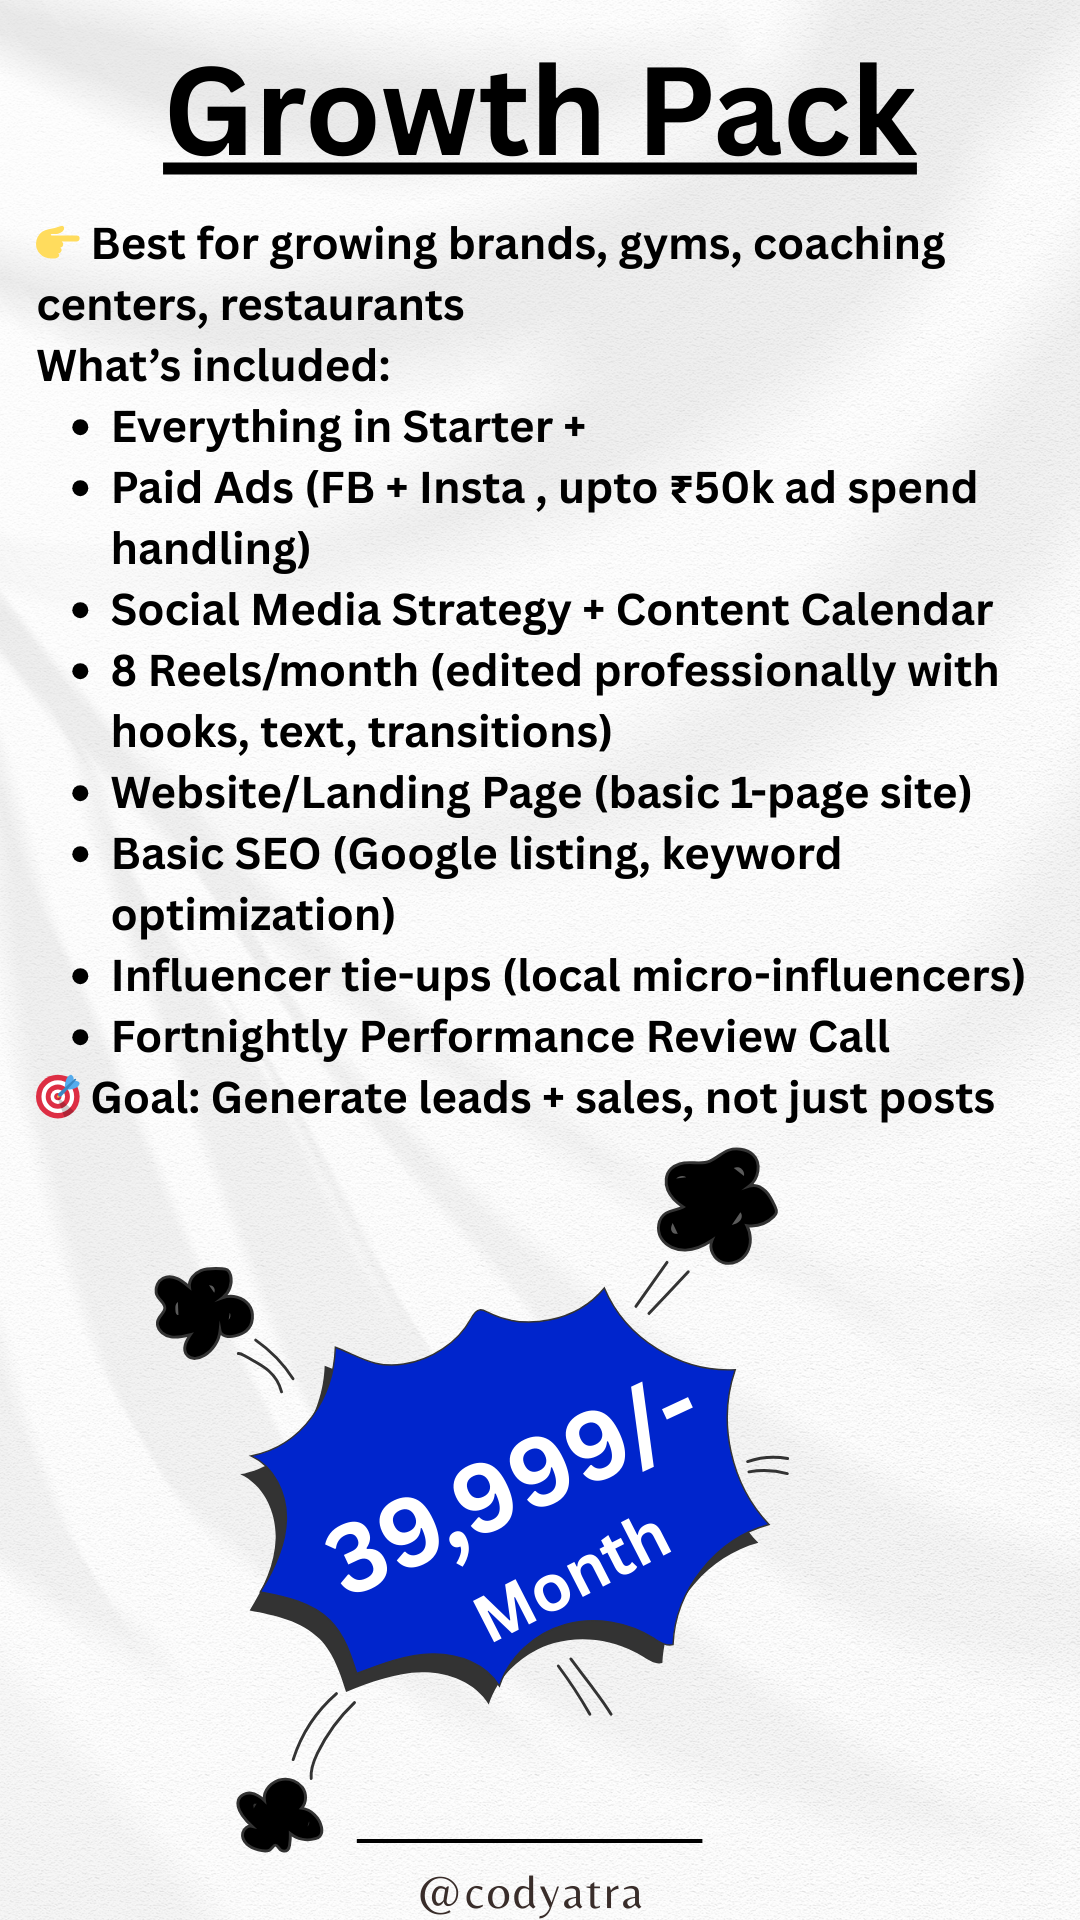 Growth Pack
👉 Best for growing brands, gyms, coaching
centers, restaurants
What’s included:
• Everything in Starter +
• Paid Ads (FB + Insta , upto ₹50k ad spend
handling)
• Social Media Strategy + Content Calendar
• 8 Reels/month (edited professionally with
hooks, text, transitions)
• Website/Landing Page (basic 1-page site)
• Basic SEO (Google listing, keyword
optimization)
• Influencer tie-ups (local micro-influencers)
• Fortnightly Performance Review Call
🎯 Goal: Generate leads + sales, not just posts
39,999/-
Month
@codyatra